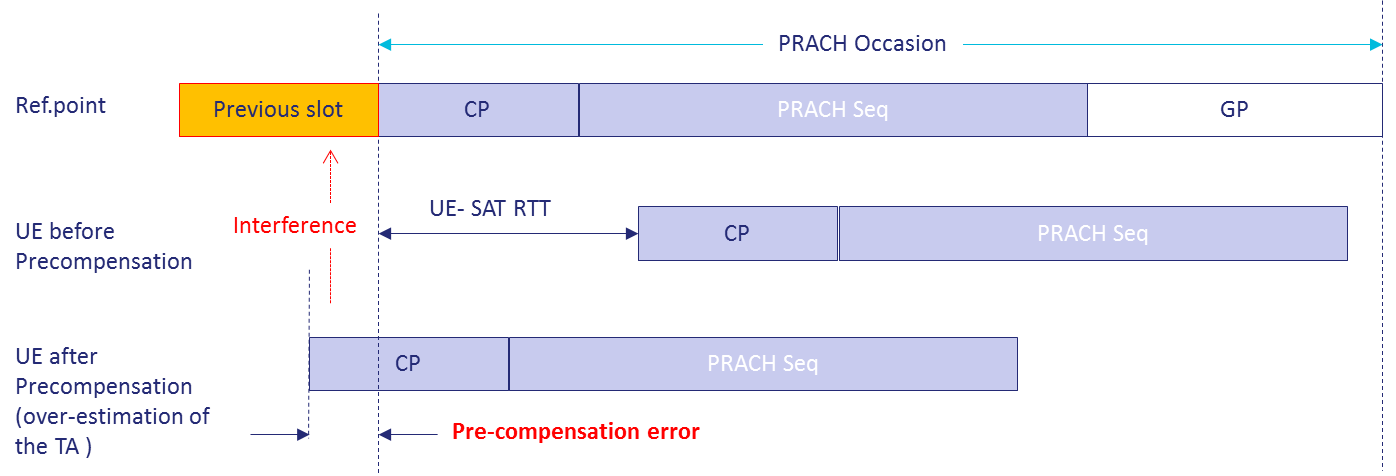 PRACH Occasion
Ref.point
Previous slot
CP
PRACH Seq
GP
UE- SAT RTT
Interference
UE before
Precompensation
CP
PRACH Seq
UE after
Precompensation
(over-estimation of
the TA )
CP
PRACH Seq
Pre-compensation error